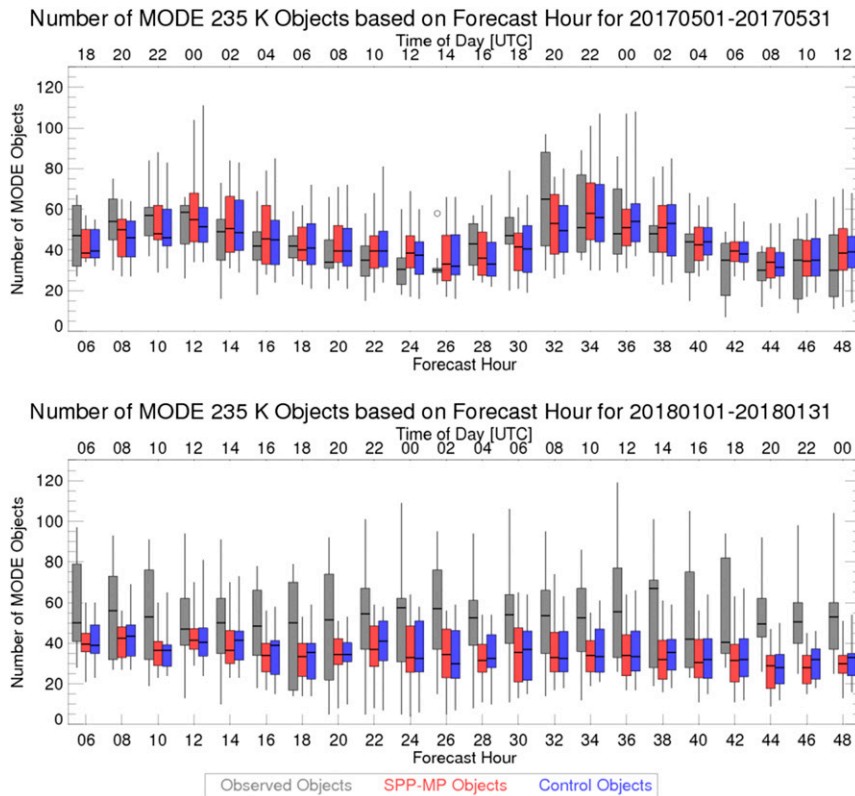 Number of MODE 235 K Objects based on Forecast Hour for 20170501-20170531
Time of Day [UTC]
18 20 22 00 02 04 06 08 10 12 14 16 18 20 22 00 02 04 06 08 10 12
Number of MODE Objects
120
100
80
60
40
20
0
06 08 10 12 14 16 18 20 22 24 26 28 30 32 34 36 38 40 42 44 46 48
Forecast Hour
Number of MODE 235 K Objects based on Forecast Hour for 20180101-20180131
Time of Day [UTC]
06 08 10 12 14 16 18 20 22 00 02 04 06 08 10 12 14 16 18 20 22 00
Number of MODE Objects
120
100
80
60
40
20
0
06 08 10 12 14 16 18 20 22 24 26 28 30 32 34 36 38 40 42 44 46 48
Forecast Hour
Observed Objects SPP-MP Objects Control Objects